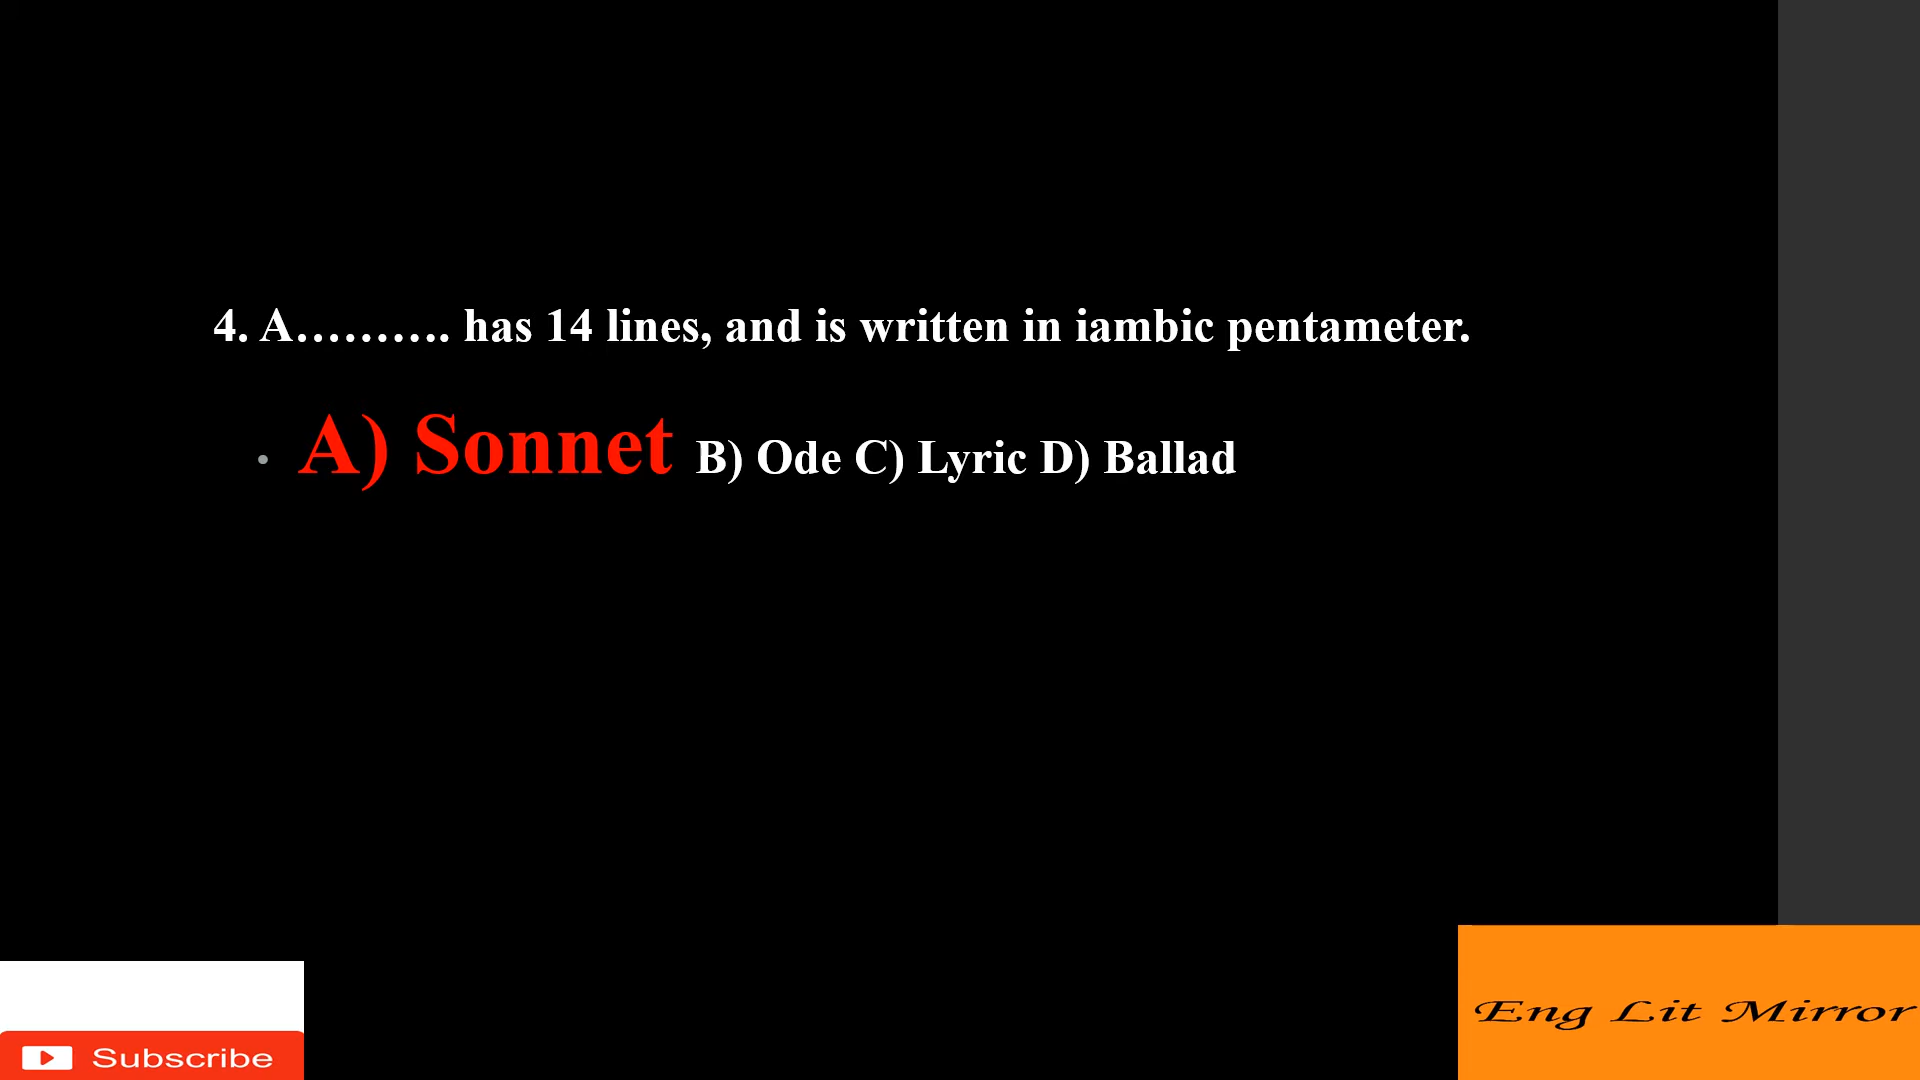 4. A………. has 14 lines, and is written in iambic pentameter.
• A) Sonnet B) Ode C) Lyric D) Ballad
Subscribe
Eng Lit Mirror